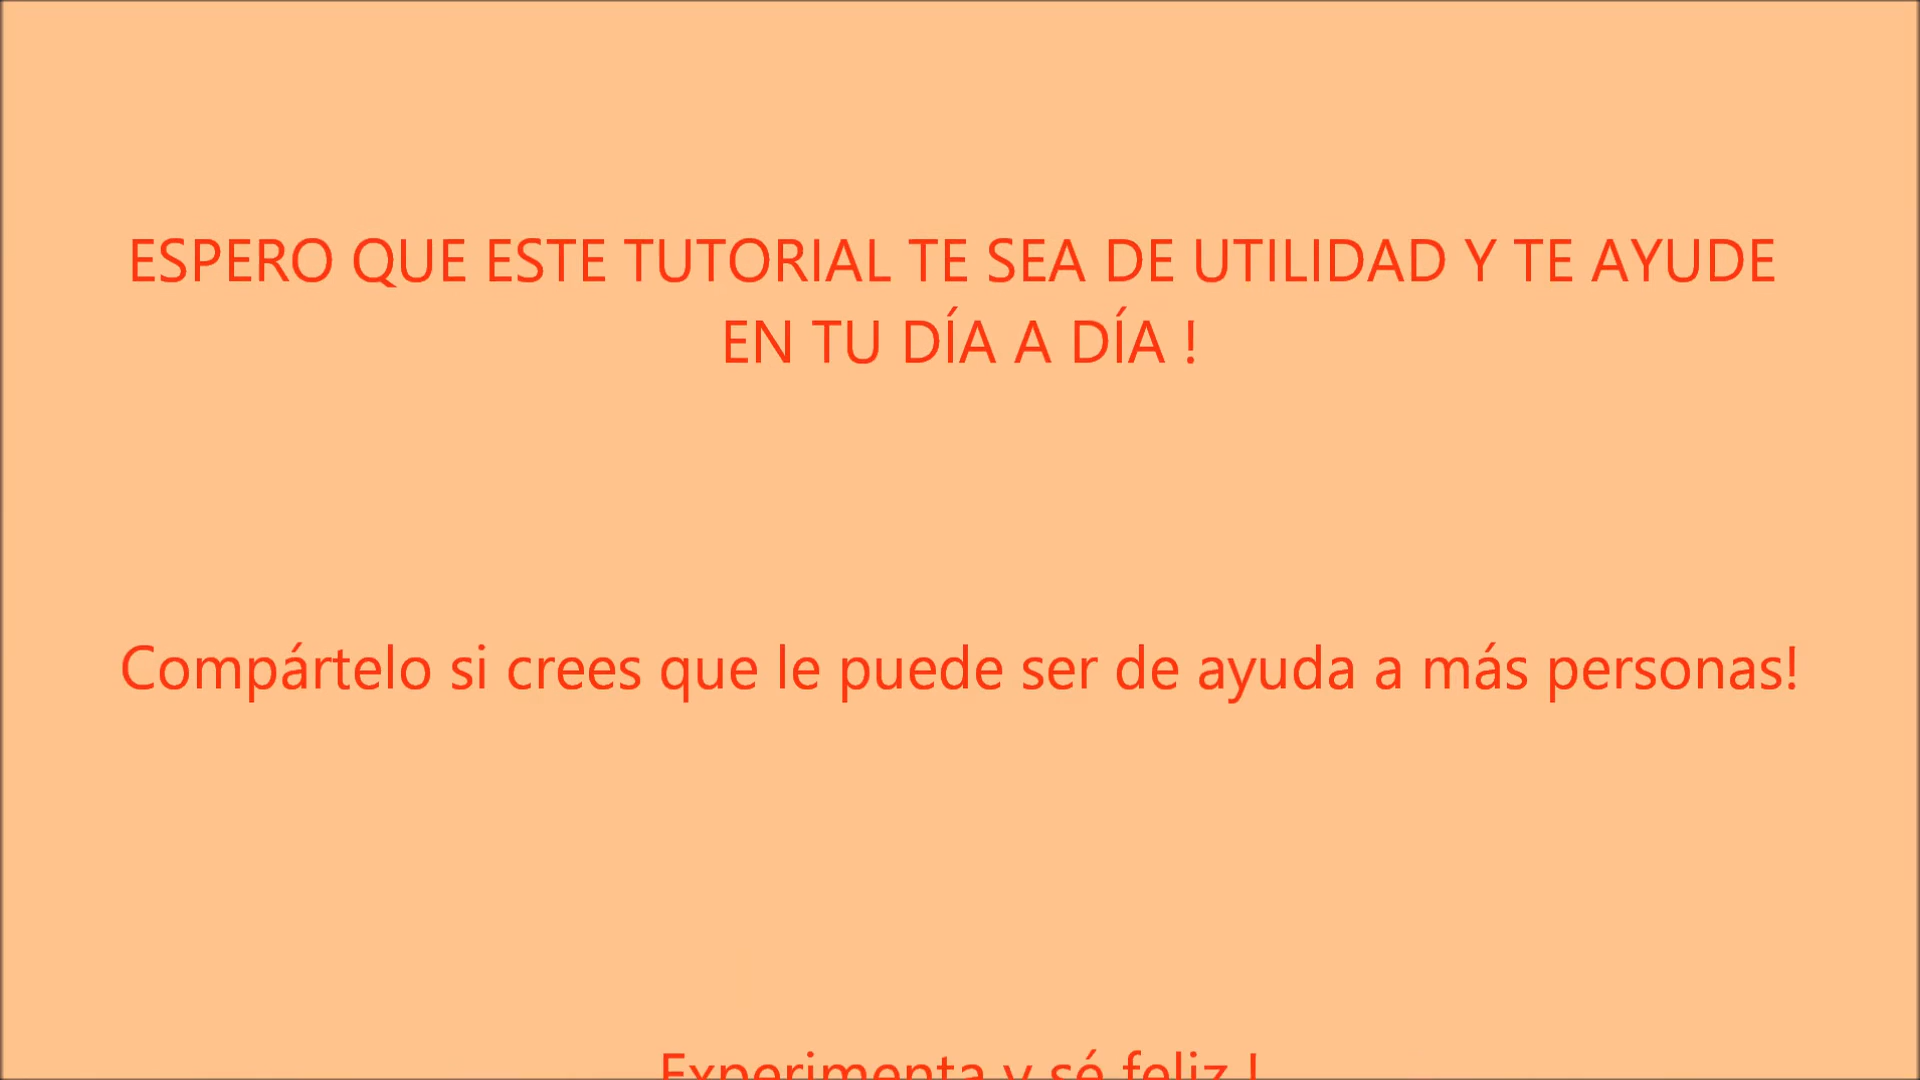 ESPERO QUE ESTE TUTORIAL TE SEA DE UTILIDAD Y TE AYUDE
EN TU DÍA A DÍA !
Compártelo si crees que le puede ser de ayuda a más personas!
Experimenta y sé feliz !